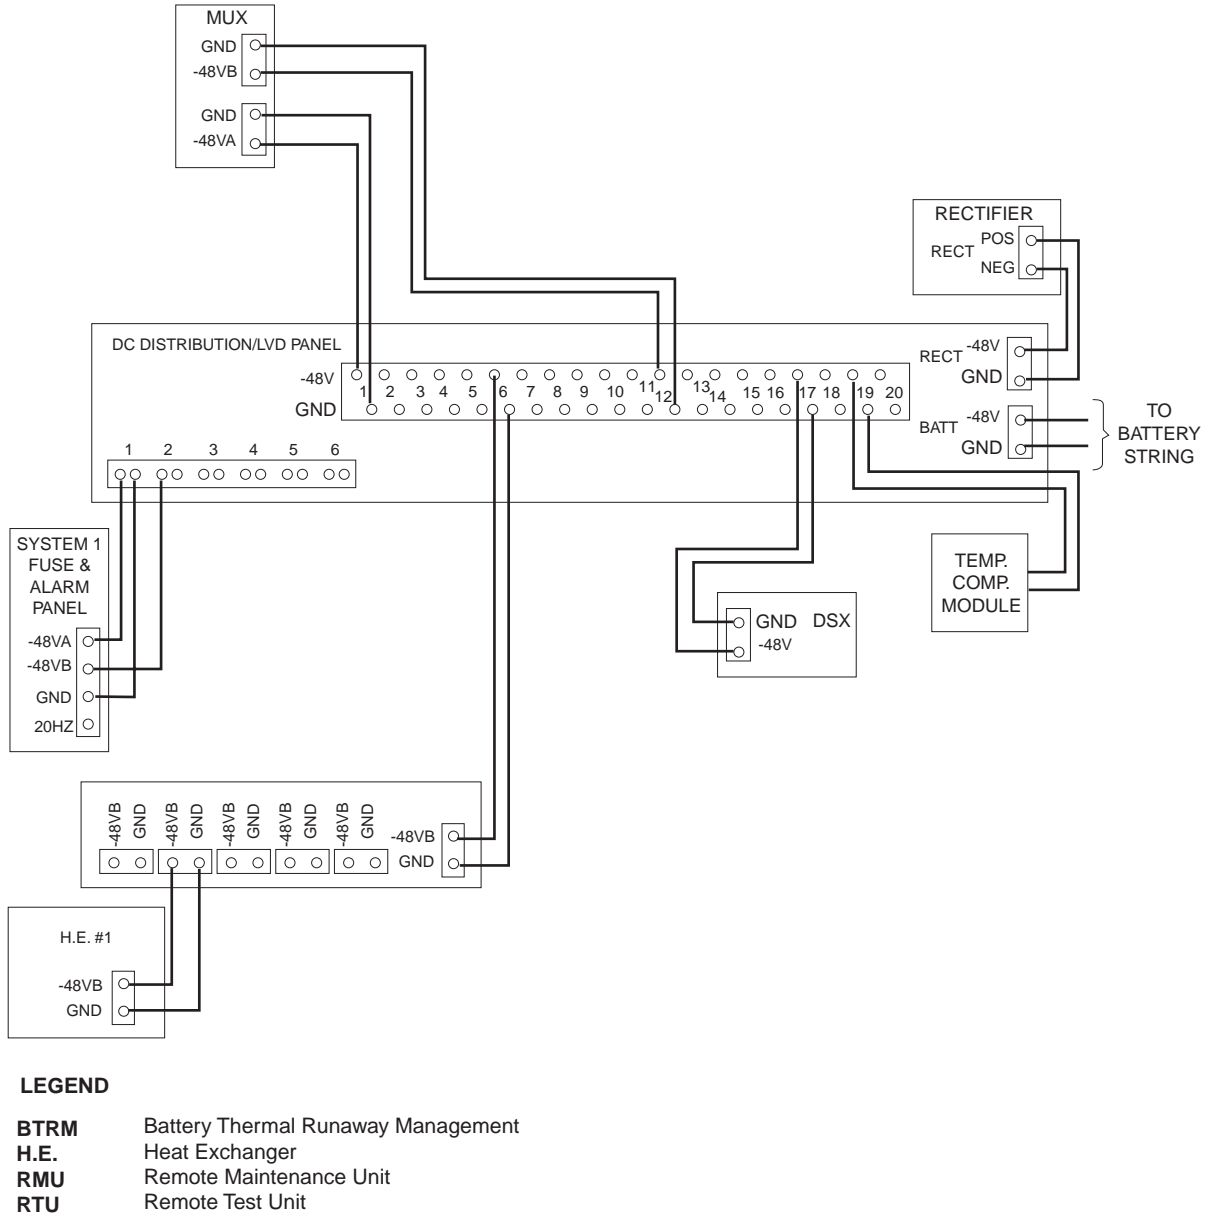 MUX
GND
-48VB
GND
-48VA
RECTIFIER
RECT POS
NEG
DC DISTRIBUTION/LVD PANEL
-48V
GND
1 2 3 4 5 6 7 8 9 10 11 12 13 14 15 16 17 18 19 20
RECT -48V
GND
BATT -48V
GND
TO
BATTERY
STRING
1 2 3 4 5 6
SYSTEM 1
FUSE &
ALARM
PANEL
-48VA
-48VB
GND
20HZ
TEMP.
COMP.
MODULE
GND DSX
-48V
-48VB GND -48VB GND -48VB GND -48VB GND -48VB GND
-48VB
GND
H.E. #1
-48VB
GND
LEGEND
BTRM Battery Thermal Runaway Management
H.E. Heat Exchanger
RMU Remote Maintenance Unit
RTU Remote Test Unit